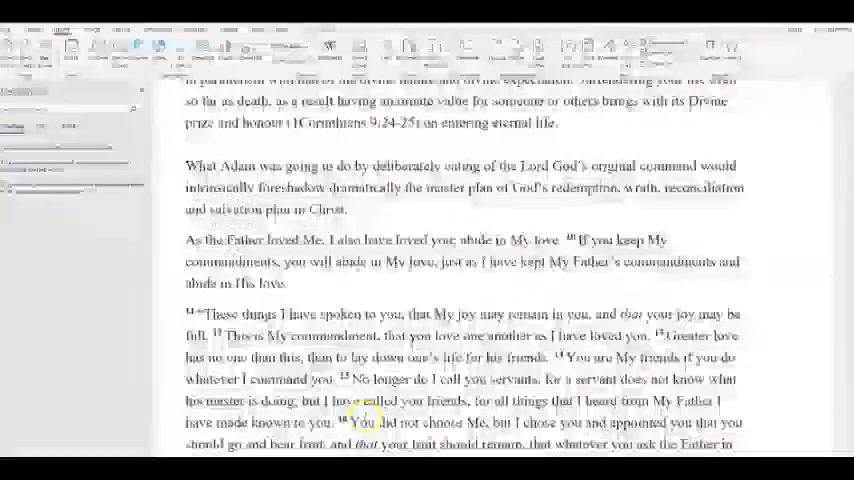 so far as death, as a result having an ornate value for someone or others brings with its Divine
prize and honour (1Corinthians 9:24-25) on entering eternal life.
What Adam was going to do by deliberately eating of the Lord God's original command would
intrinsically foreshadow dramatically the master plan of God's redemption, wrath, reconciliation
and salvation plan in Christ.
As the Father loved Me, I also have loved you; abide in My love. 10 If you keep My
commandments, you will abide in My love, just as I have kept My Father's commandments and
abide in His love.
11 "These things I have spoken to you, that My joy may remain in you, and that your joy may be
full. 12 This is My commandment, that you love one another as I have loved you. 13 Greater love
has no one than this, than to lay down one's life for his friends. 14 You are My friends if you do
whatever I command you. 15 No longer do I call you servants, for a servant does not know what
his master is doing; but I have called you friends, for all things that I heard from My Father I
have made known to you. 16 You did not choose Me, but I chose you and appointed you that you
should go and bear fruit, and that your fruit should remain, that whatever you ask the Father in